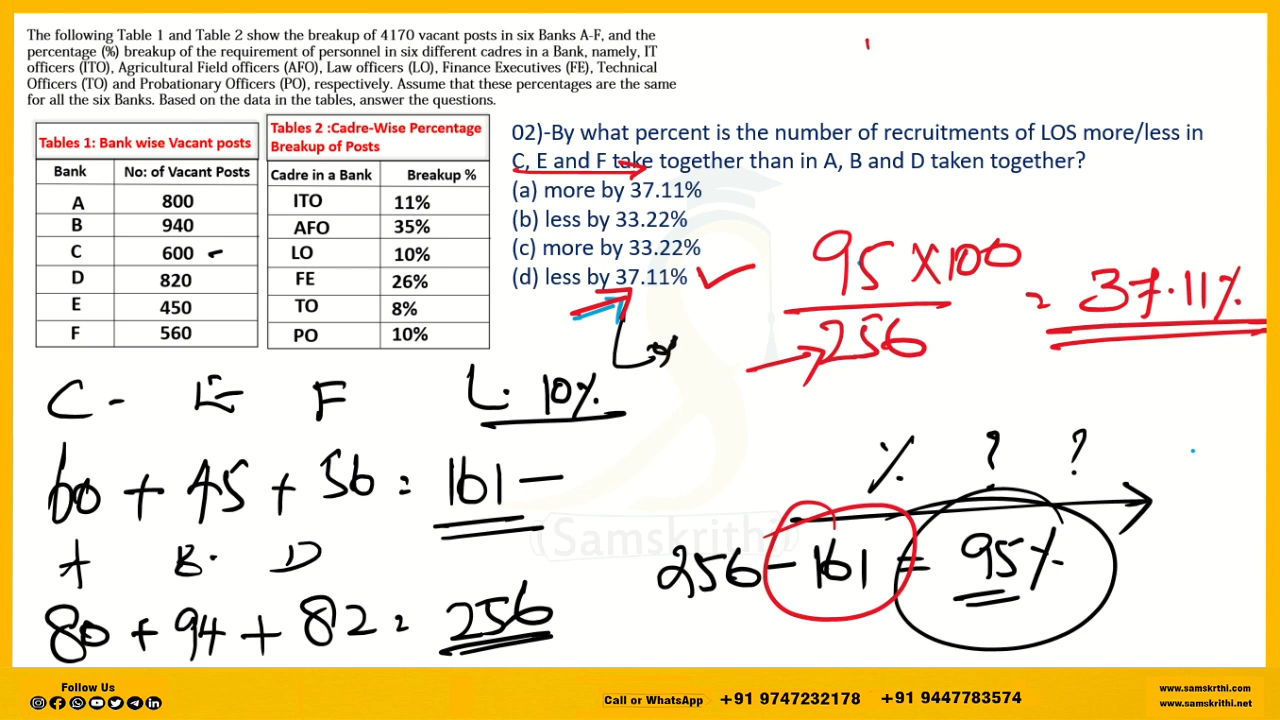 The following Table 1 and Table 2 show the breakup of 4170 vacant posts in six Banks A-F, and the
percentage (%) breakup of the requirement of personnel in six different cadres in a Bank, namely, IT
officers (ITO), Agricultural Field officers (AFO), Law officers (LO), Finance Executives (FE), Technical
Officers (TO) and Probationary Officers (PO), respectively. Assume that these percentages are the same
for all the six Banks. Based on the data in the tables, answer the questions.
Tables 1: Bank wise Vacant posts
Bank No: of Vacant Posts
A 800
B 940
C 600
D 820
E 450
F 560
Tables 2 :Cadre-Wise Percentage
Breakup of Posts
Cadre in a Bank Breakup %
ITO 11%
AFO 35%
LO 10%
FE 26%
TO 8%
PO 10%
02)-By what percent is the number of recruitments of LOS more/less in
C, E and F take together than in A, B and D taken together?
(a) more by 37.11%
(b) less by 33.22%
(c) more by 33.22%
(d) less by 37.11%
95 X100
256
= 37.11%
C - E F L. 10%
60 + 45 + 56 = 161 -
A B. D
80 + 94 + 82 = 256
% ? ?
256 - 161 = 95%
Samskrithi
Follow Us
Call or WhatsApp +91 9747232178 +91 9447783574
www.samskrthi.com
www.samskrithi.net